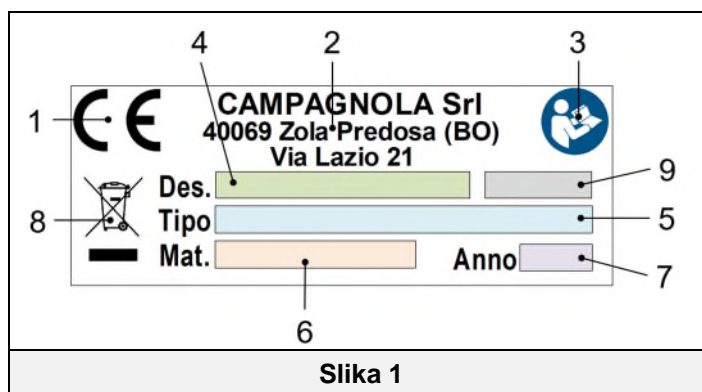 4 2 3
CE CAMPAGNOLA Srl
1 40069 Zola Predosa (BO)
Via Lazio 21
Des. 9
8 Tipo 5
Mat. Anno 7
6
Slika 1